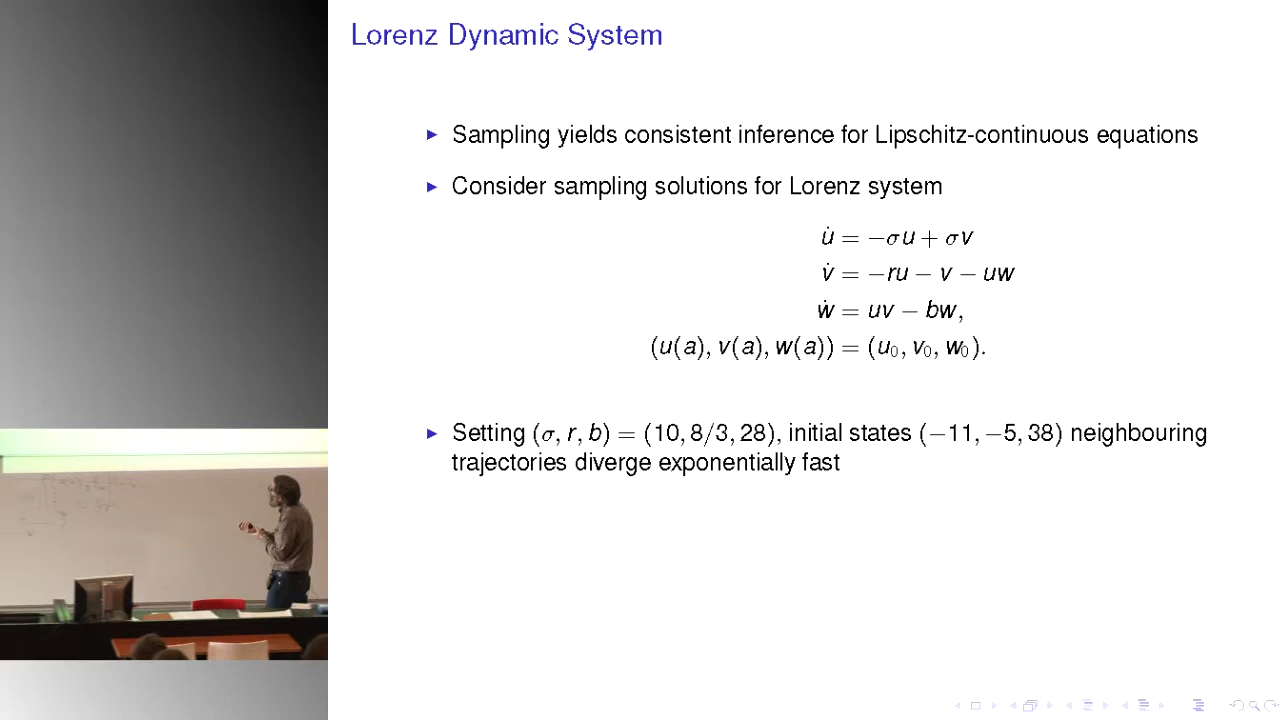 Lorenz Dynamic System
▶ Sampling yields consistent inference for Lipschitz-continuous equations
▶ Consider sampling solutions for Lorenz system
u̇ = −σu + σv
v̇ = −ru − v − uw
ẇ = uv − bw,
(u(a), v(a), w(a)) = (u₀, v₀, w₀).
▶ Setting (σ, r, b) = (10, 8/3, 28), initial states (−11, −5, 38) neighbouring
trajectories diverge exponentially fast